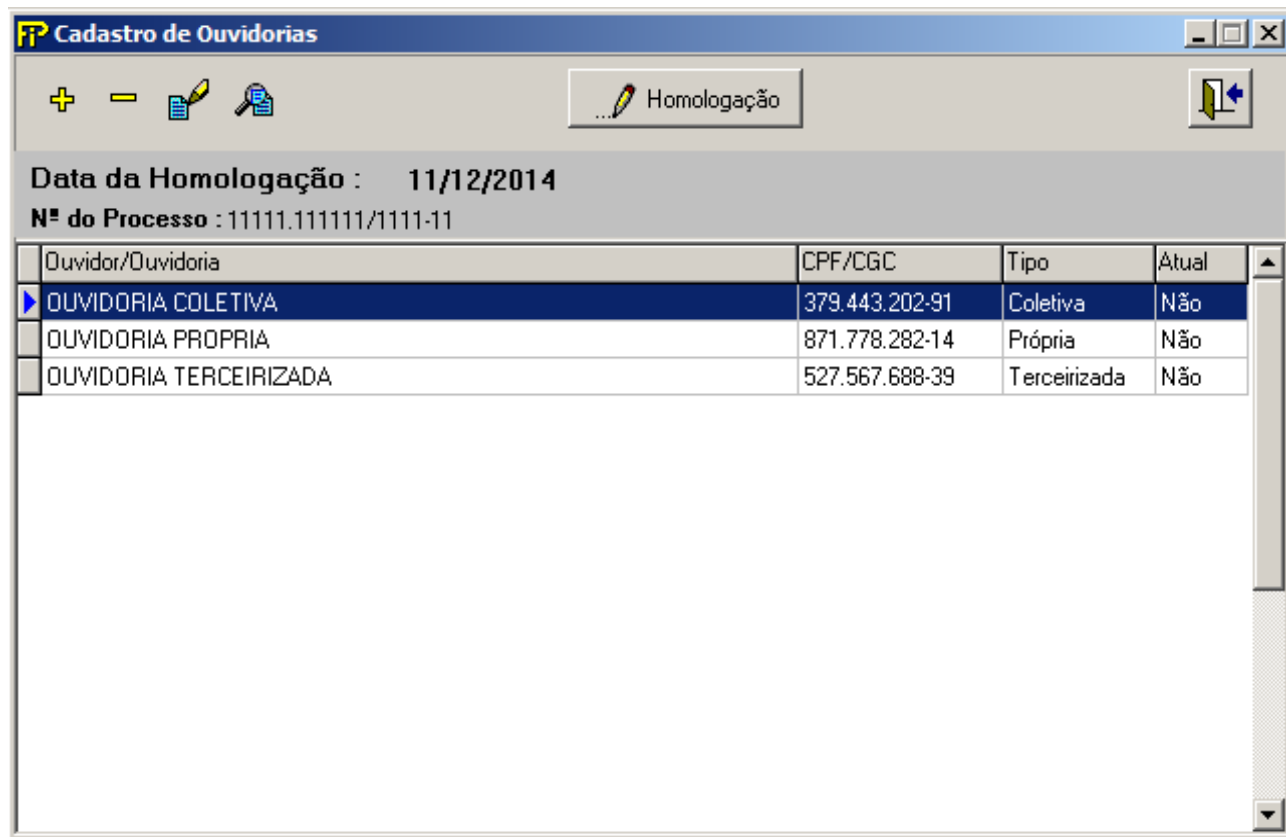 FIP Cadastro de Ouvidorias
... Homologação
Data da Homologação : 11/12/2014
Nº do Processo : 11111.111111/1111-11
Ouvidor/Ouvidoria CPF/CGC Tipo Atual
OUVIDORIA COLETIVA 379.443.202-91 Coletiva Não
OUVIDORIA PROPRIA 871.778.282-14 Própria Não
OUVIDORIA TERCEIRIZADA 527.567.688-39 Terceirizada Não